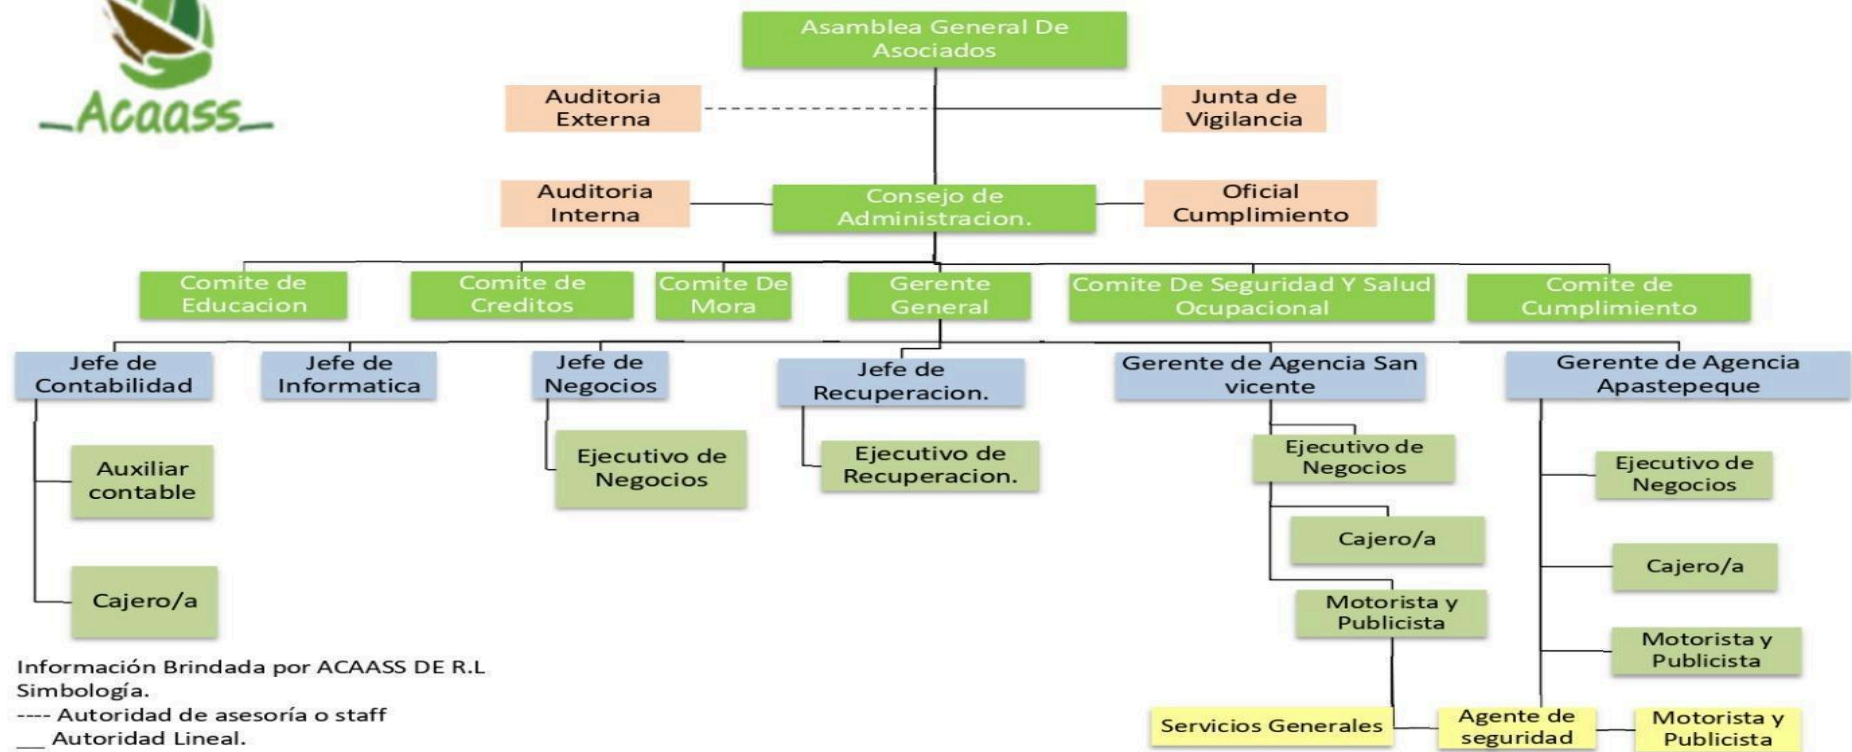 Acaass
Asamblea General De
Asociados
Auditoria
Externa
Junta de
Vigilancia
Auditoria
Interna
Consejo de
Administracion.
Oficial
Cumplimiento
Comite de
Educacion
Comite de
Creditos
Comite De
Mora
Gerente
General
Comite De Seguridad Y Salud
Ocupacional
Comite de
Cumplimiento
Jefe de
Contabilidad
Jefe de
Informatica
Jefe de
Negocios
Jefe de
Recuperacion.
Gerente de Agencia San
vicente
Gerente de Agencia
Apastepeque
Auxiliar
contable
Cajero/a
Ejecutivo de
Negocios
Ejecutivo de
Recuperacion.
Ejecutivo de
Negocios
Cajero/a
Motorista y
Publicista
Ejecutivo de
Negocios
Cajero/a
Motorista y
Publicista
Servicios Generales
Agente de
seguridad
Motorista y
Publicista
Información Brindada por ACAASS DE R.L
Simbología.
---- Autoridad de asesoría o staff
__ Autoridad Lineal.